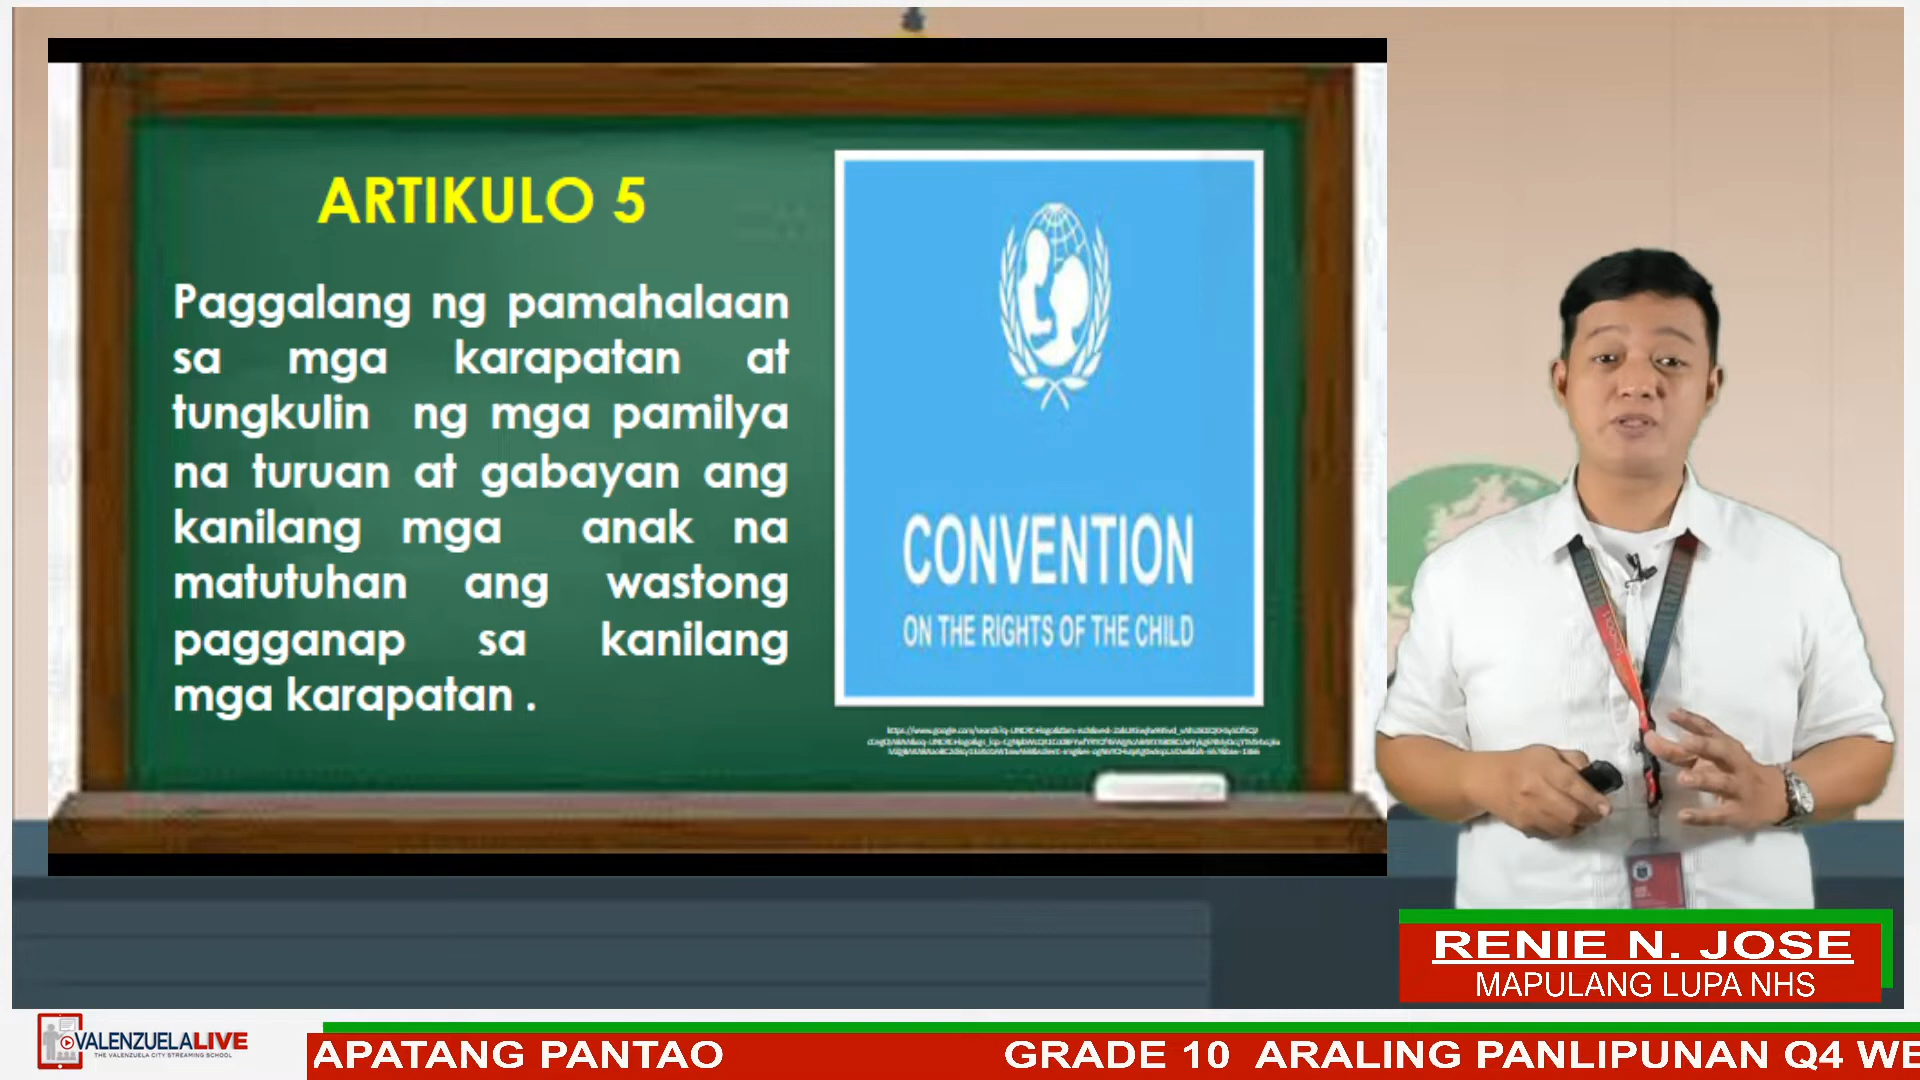 ARTIKULO 5
Paggalang ng pamahalaan
sa mga karapatan at
tungkulin ng mga pamilya
na turuan at gabayan ang
kanilang mga anak na
matutuhan ang wastong
pagganap sa kanilang
mga karapatan .
CONVENTION
ON THE RIGHTS OF THE CHILD
RENIE N. JOSE
MAPULANG LUPA NHS
VALENZUELALIVE
THE VALENZUELA CITY STREAMING SCHOOL
APATANG PANTAO GRADE 10 ARALING PANLIPUNAN Q4 WE